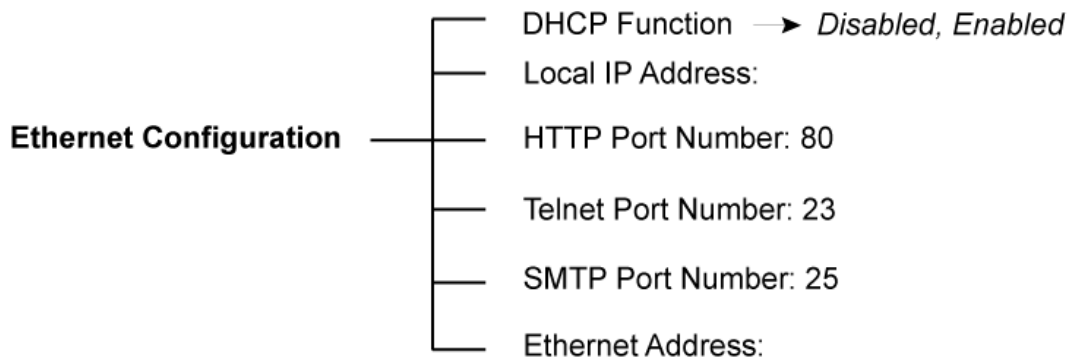 DHCP Function Disabled, Enabled
Local IP Address:
Ethernet Configuration
HTTP Port Number: 80
Telnet Port Number: 23
SMTP Port Number: 25
Ethernet Address: